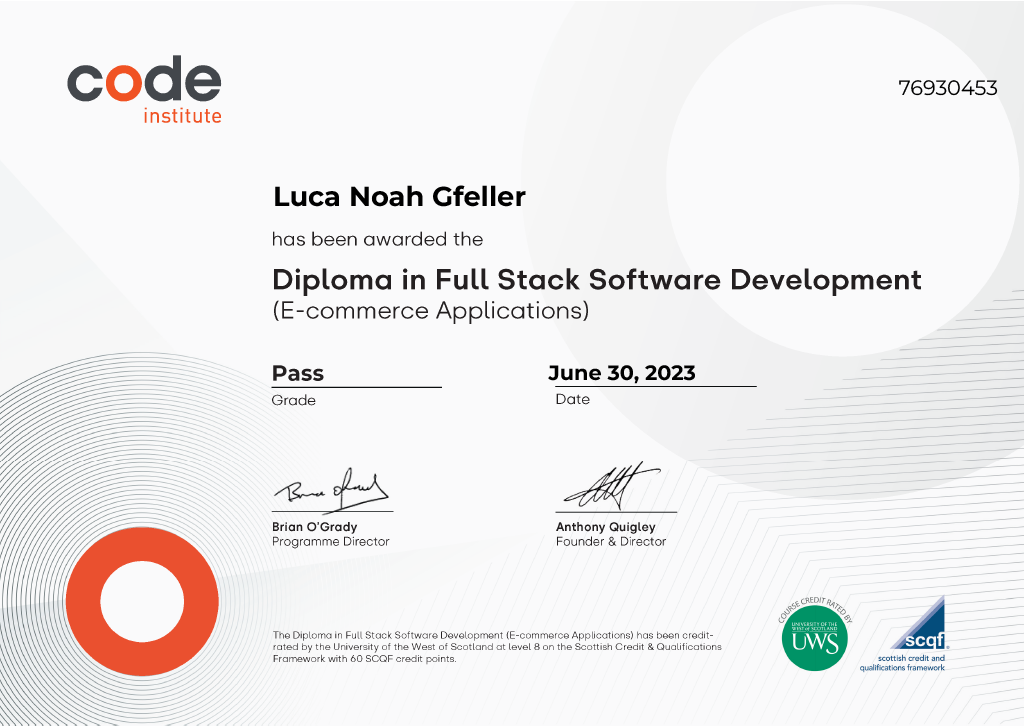 code
institute
76930453
Luca Noah Gfeller
has been awarded the
Diploma in Full Stack Software Development
(E-commerce Applications)
Pass
June 30, 2023
Grade
Date
Brian O'Grady
Anthony Quigley
Programme Director
Founder & Director
The Diploma in Full Stack Software Development (E-commerce Applications) has been credit-
rated by the University of the West of Scotland at level 8 on the Scottish Credit & Qualifications
Framework with 60 SCQF credit points.
COURSE CREDIT RATED BY
UNIVERSITY OF THE
WEST OF SCOTLAND
UWS
scqf
scottish credit and
qualifications framework